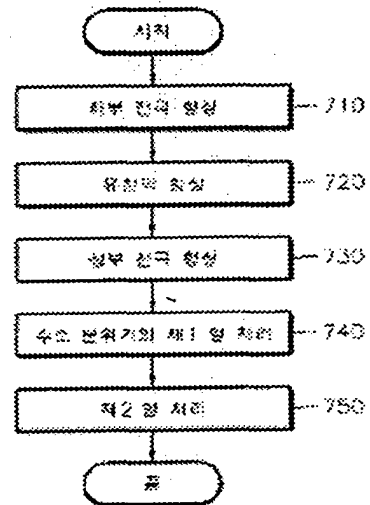 시작
하부 전극 형성
710
유전막 형성
720
상부 전극 형성
730
수소 분위기의 제1 열 처리
740
제2 열 처리
750
끝